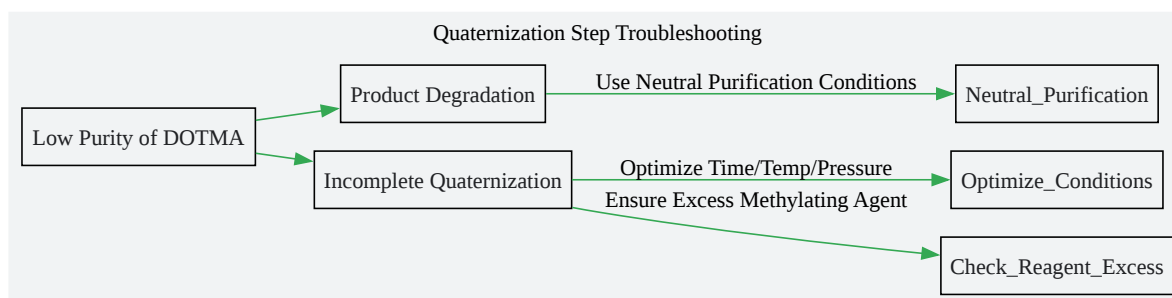 Quaternization Step Troubleshooting
Low Purity of DOTMA
Product Degradation
Use Neutral Purification Conditions
Neutral_Purification
Incomplete Quaternization
Optimize Time/Temp/Pressure
Optimize_Conditions
Ensure Excess Methylating Agent
Check_Reagent_Excess